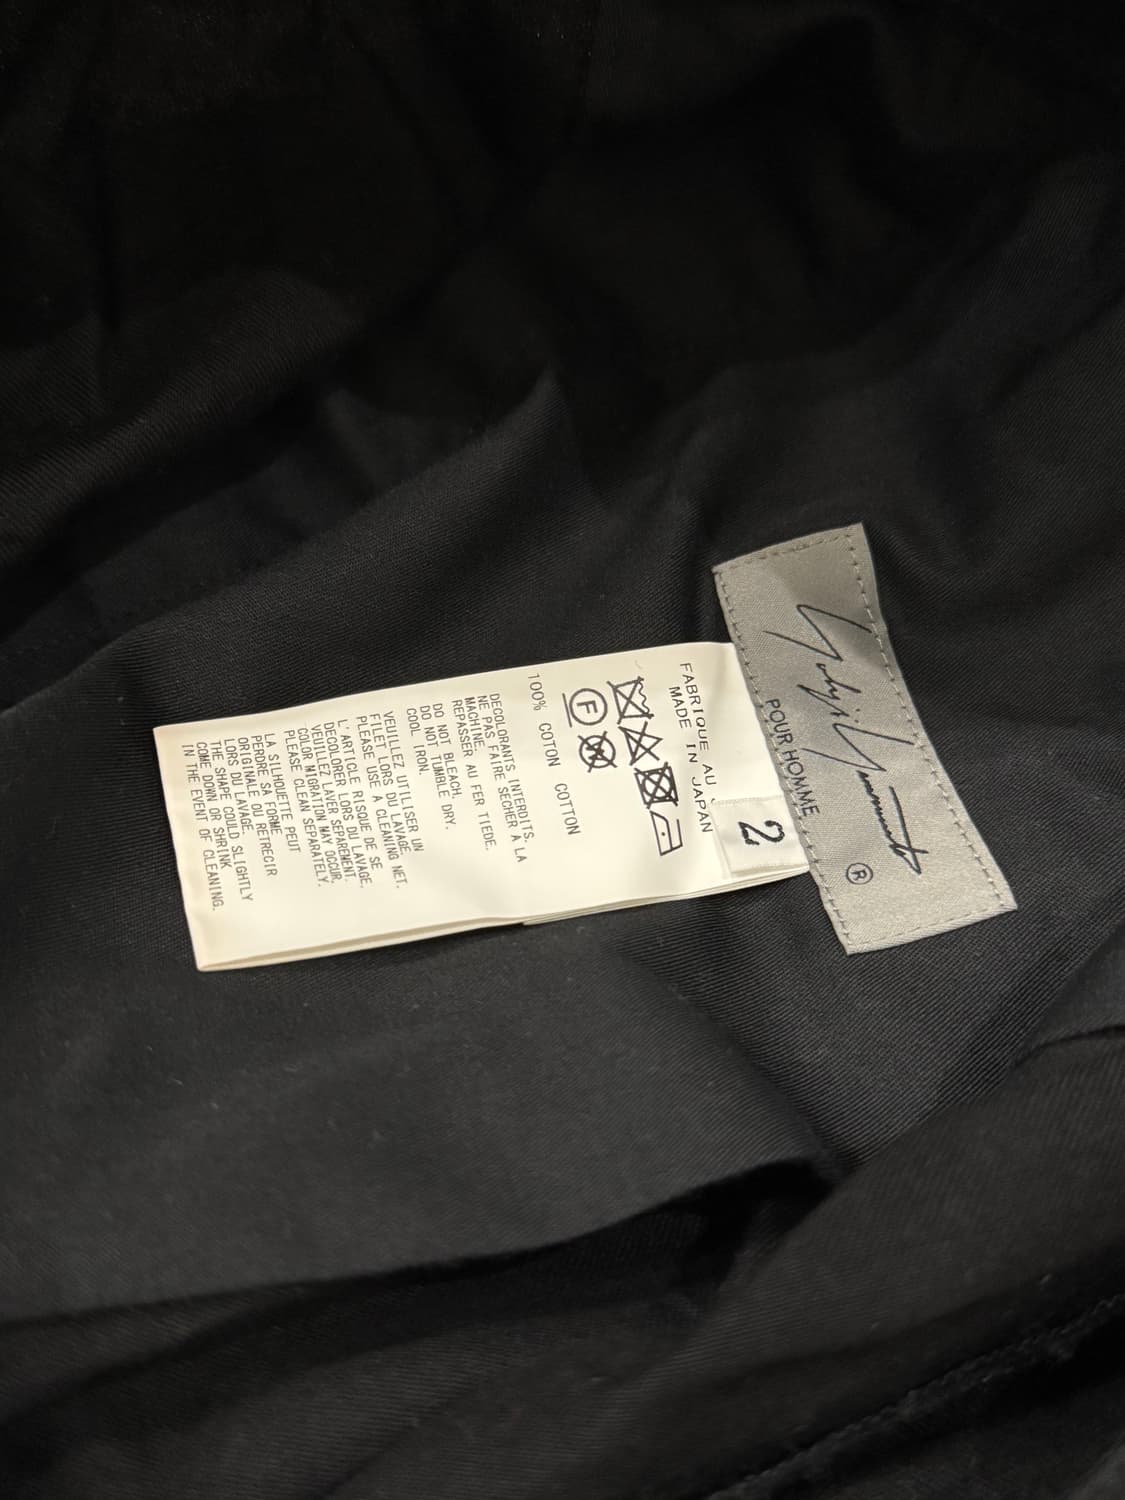 Yohji Yamamoto
POUR HOMME
®
2
FABRIQUE AU
MADE IN JAPAN
F
100% COTON COTTON
DECOLORANTS INTERDITS.
NE PAS FAIRE SECHER A LA
MACHINE.
REPASSER AU FER TIEDE.
DO NOT BLEACH.
DO NOT TUMBLE DRY.
COOL IRON.
VEUILLEZ UTILISER UN
FILET LORS DU LAVAGE.
PLEASE USE A CLEANING NET.
L'ARTICLE RISQUE DE SE
DECOLORER LORS DU LAVAGE.
VEUILLEZ LAVER SEPAREMENT.
COLOR MIGRATION MAY OCCUR.
PLEASE CLEAN SEPARATELY.
LA SILHOUETTE PEUT
PERDRE SA FORME
ORIGINALE OU RETRECIR
LORS DU LAVAGE.
THE SHAPE COULD SLIGHTLY
COME DOWN OR SHRINK
IN THE EVENT OF CLEANING.